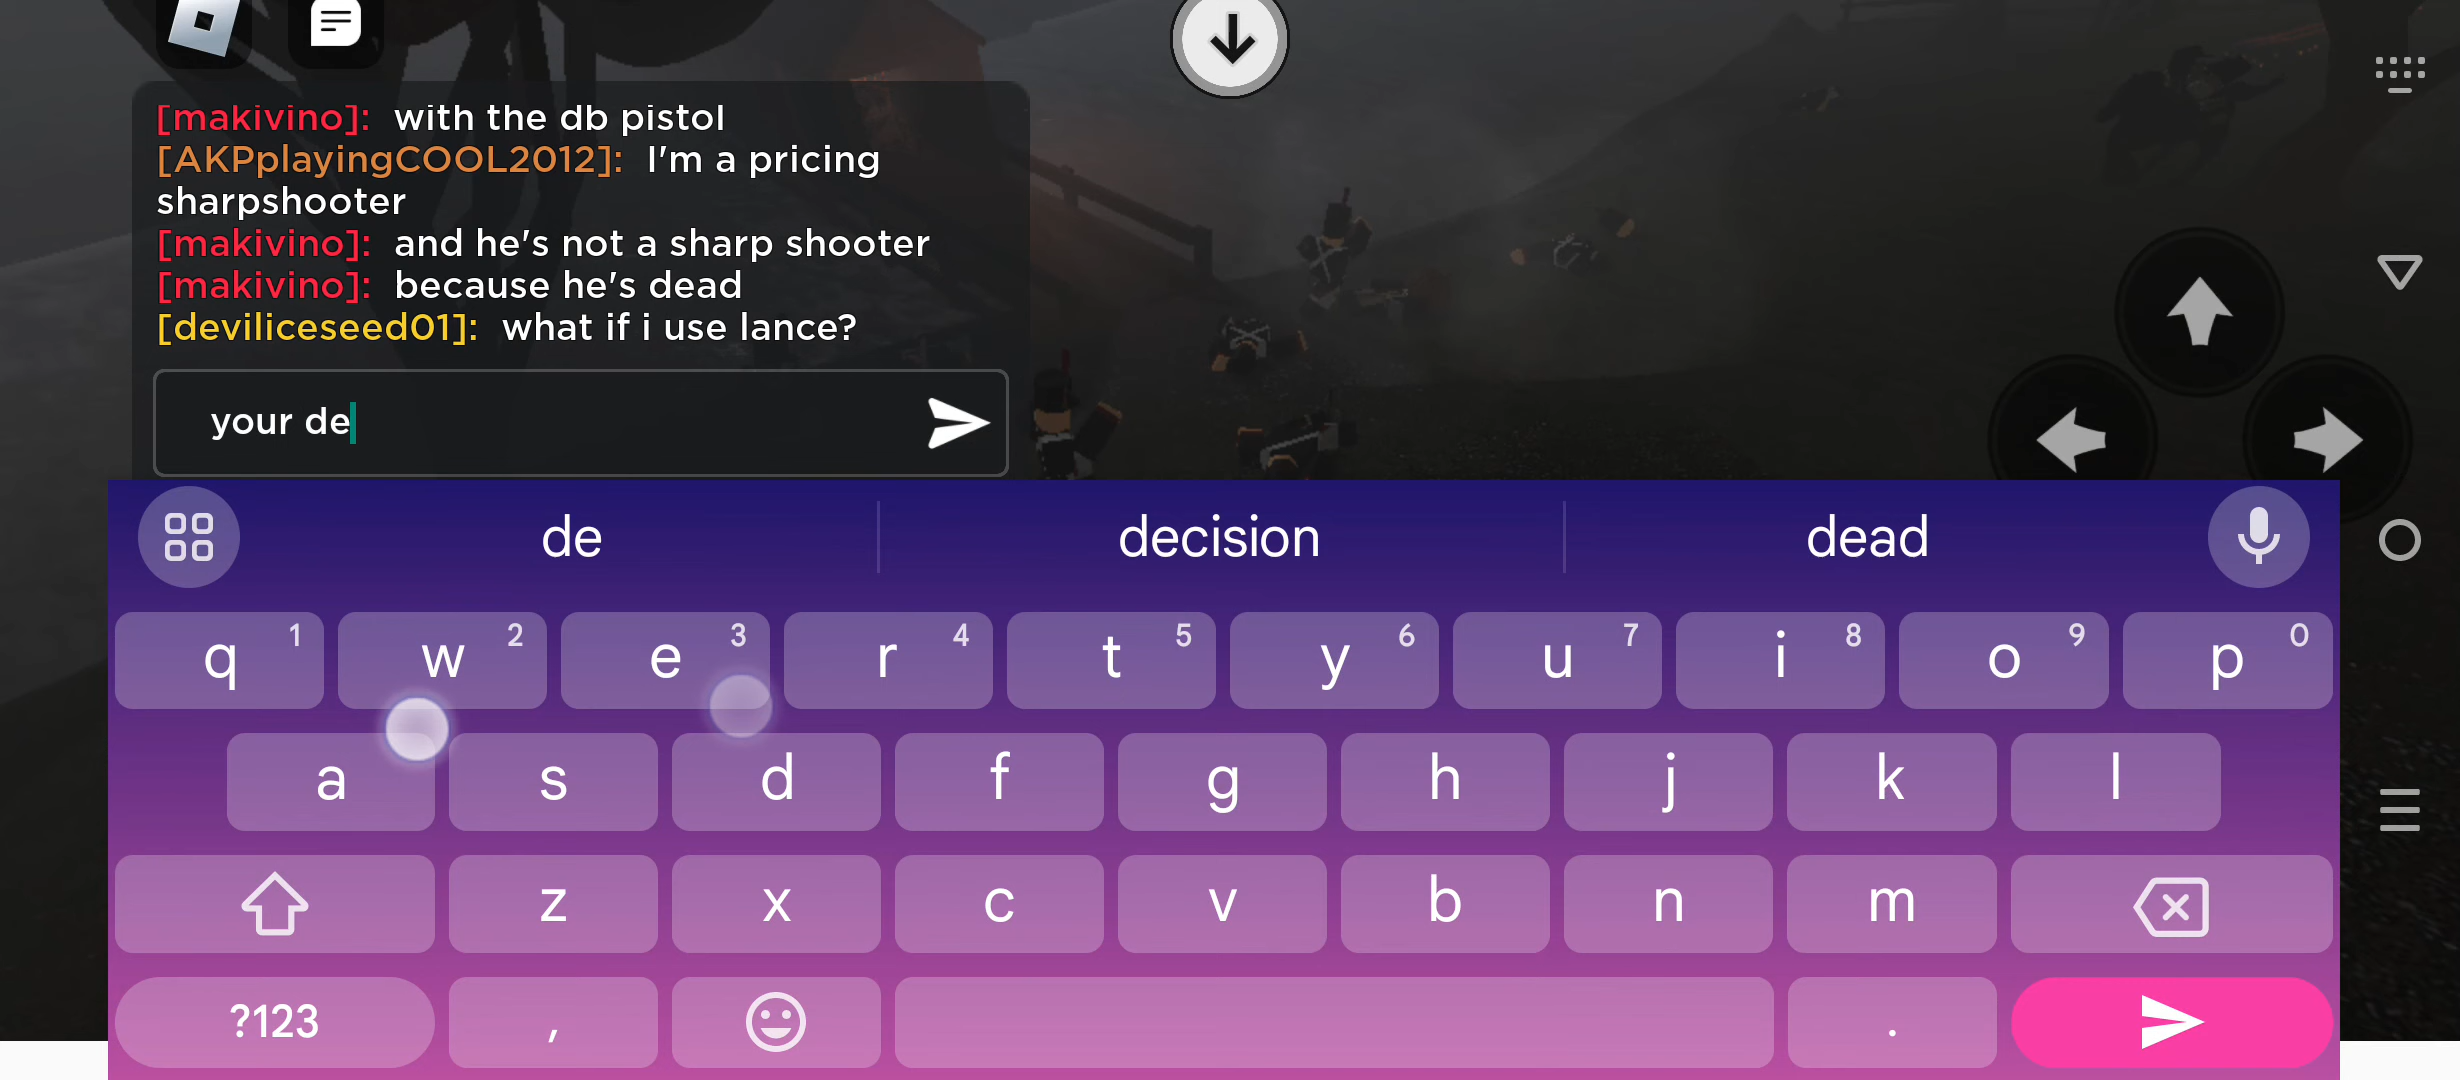 [makivino]: with the db pistol
[AKPplayingCOOL2012]: I'm a pricing
sharpshooter
[makivino]: and he's not a sharp shooter
[makivino]: because he's dead
[deviliceseed01]: what if i use lance?
your de
de decision dead
q 1 w 2 e 3 r 4 t 5 y 6 u 7 i 8 o 9 p 0
a s d f g h j k l
z x c v b n m
?123 , .